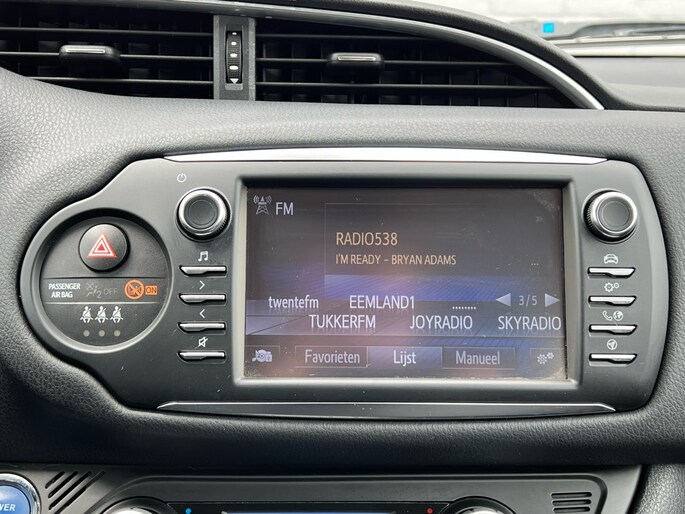 FM
RADIO538
I'M READY - BRYAN ADAMS
...
PASSENGER
AIR BAG
OFF
ON
twentefm
EEMLAND1
........
3/5
TUKKERFM
JOYRADIO
SKYRADIO
Favorieten
Lijst
Manueel